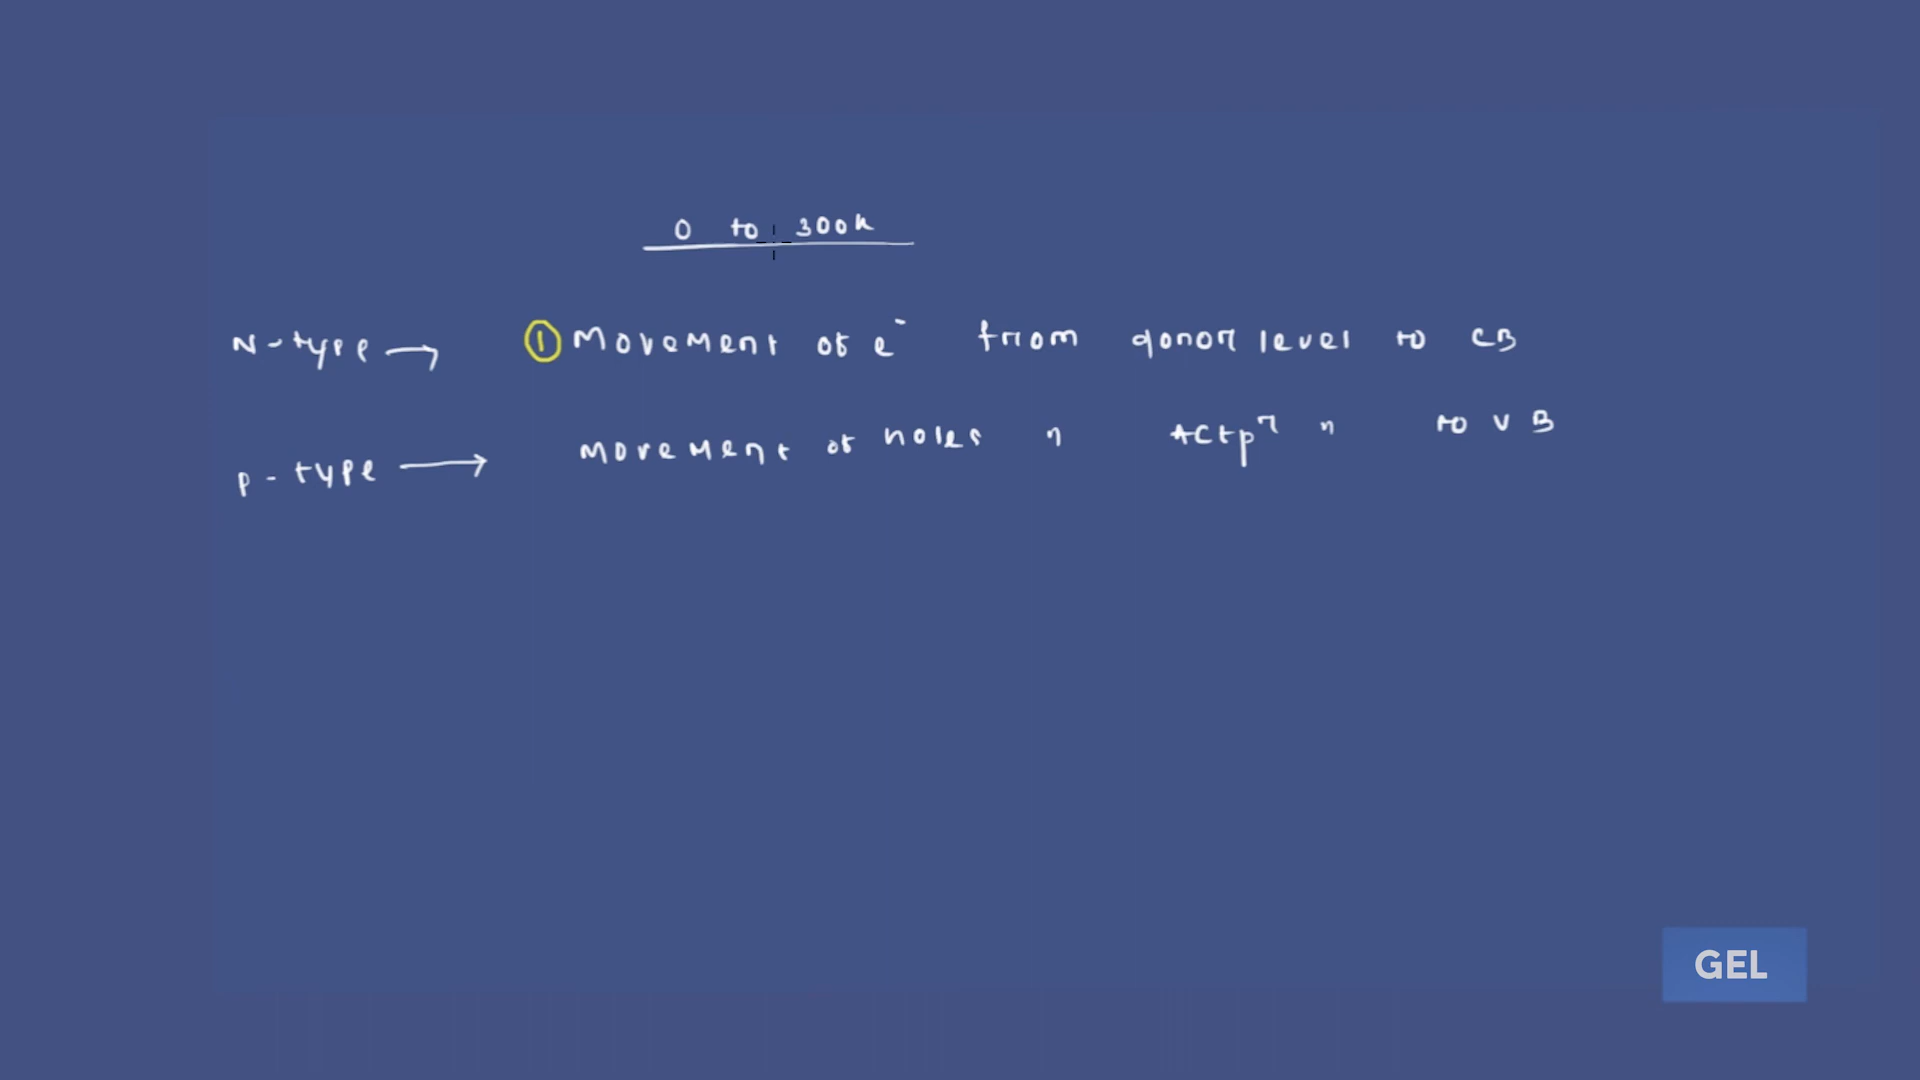 0 to 300k
N-type → ① Movement of e⁻ from donor level to CB
P-type → movement of holes " Actpr " to VB
GEL